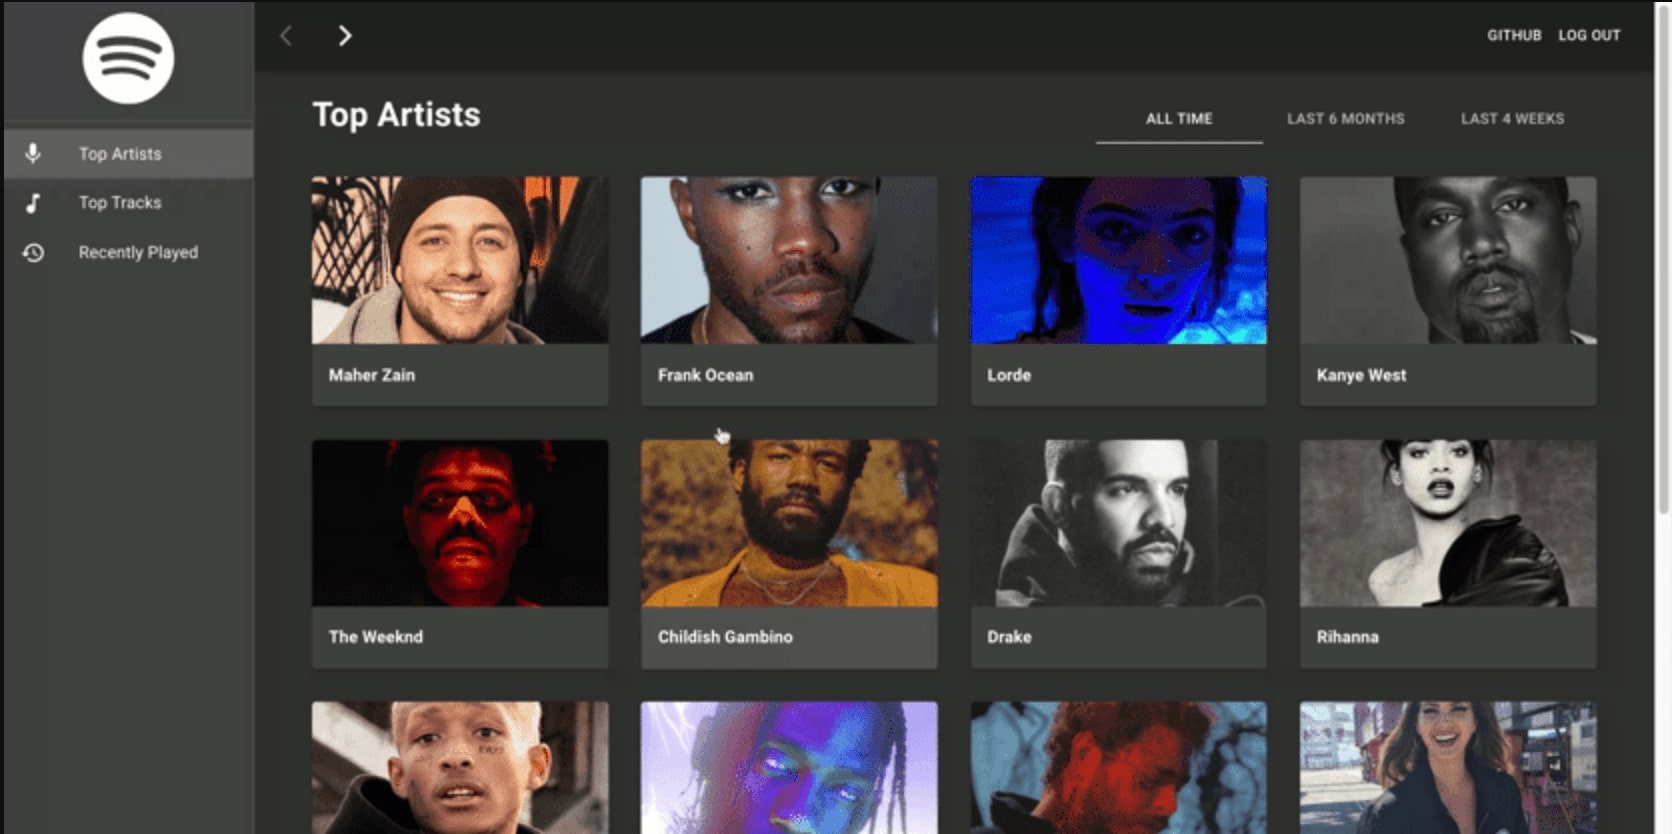 GITHUB LOG OUT
Top Artists
Top Tracks
Recently Played
Top Artists
ALL TIME LAST 6 MONTHS LAST 4 WEEKS
Maher Zain Frank Ocean Lorde Kanye West
The Weeknd Childish Gambino Drake Rihanna